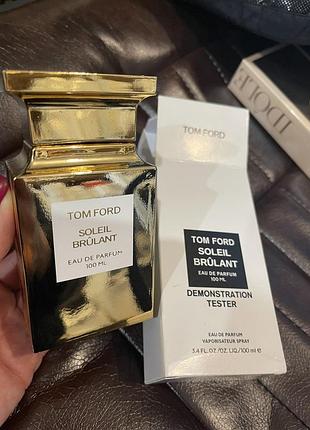 TOM FORD
SOLEIL
BRÛLANT
EAU DE PARFUM
100 ML
TOM FORD
TOM FORD
SOLEIL
BRÛLANT
EAU DE PARFUM
100 ML
DEMONSTRATION
TESTER
EAU DE PARFUM
VAPORISATEUR SPRAY
3.4 FL.OZ./OZ.LIQ./100 ml e
IDÔLE